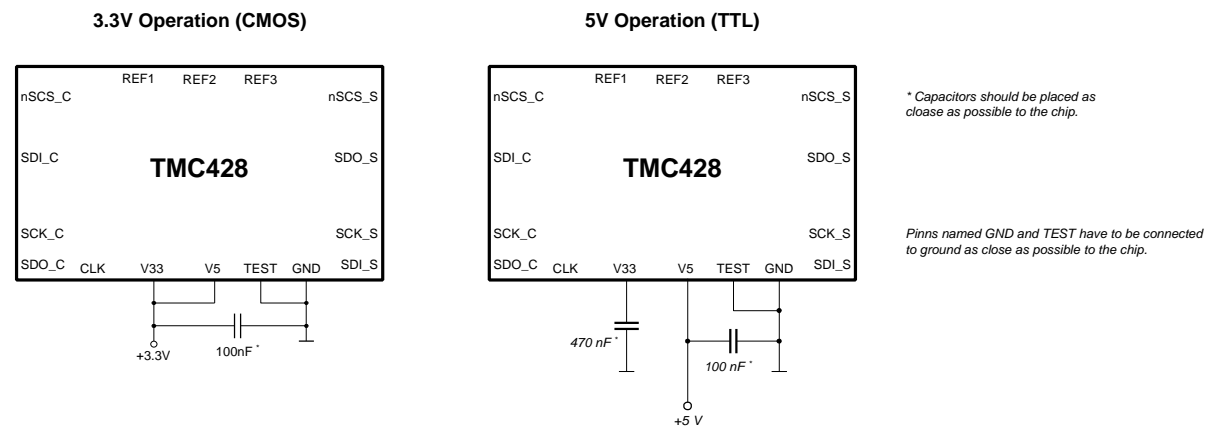 3.3V Operation (CMOS)
REF1 REF2 REF3
nSCS_C nSCS_S
SDI_C TMC428 SDO_S
SCK_C SCK_S
SDO_C CLK V33 V5 TEST GND SDI_S
+3.3V 100nF *
5V Operation (TTL)
REF1 REF2 REF3
nSCS_C nSCS_S
SDI_C TMC428 SDO_S
SCK_C SCK_S
SDO_C CLK V33 V5 TEST GND SDI_S
470 nF *
100 nF *
+5 V
* Capacitors should be placed as
cloase as possible to the chip.
Pinns named GND and TEST have to be connected
to ground as close as possible to the chip.